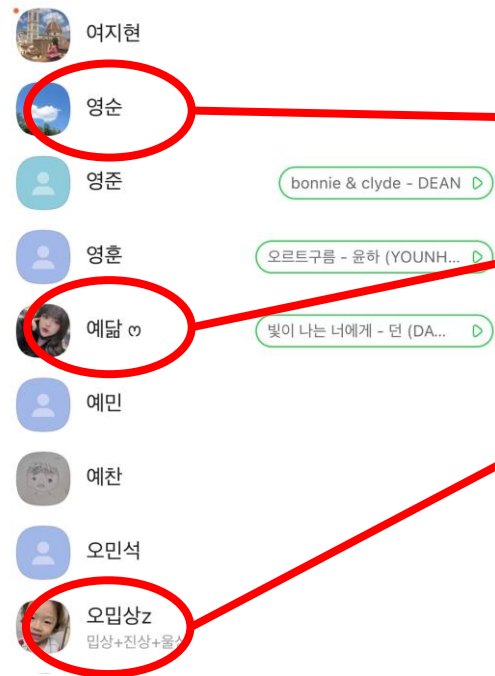 여지현
영순
영준
bonnie & clyde - DEAN
영훈
오르트구름 - 윤하 (YOUNH...
예닮 ෆ
빛이 나는 너에게 - 던 (DA...
예민
예찬
오민석
오밉상z
밉상+진상+울상